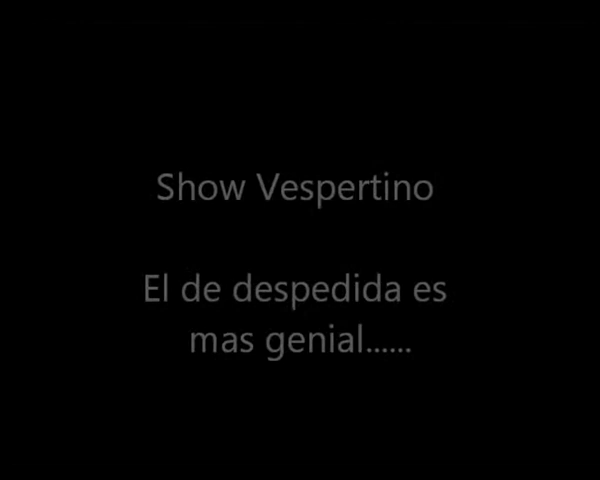 Show Vespertino
El de despedida es
mas genial......